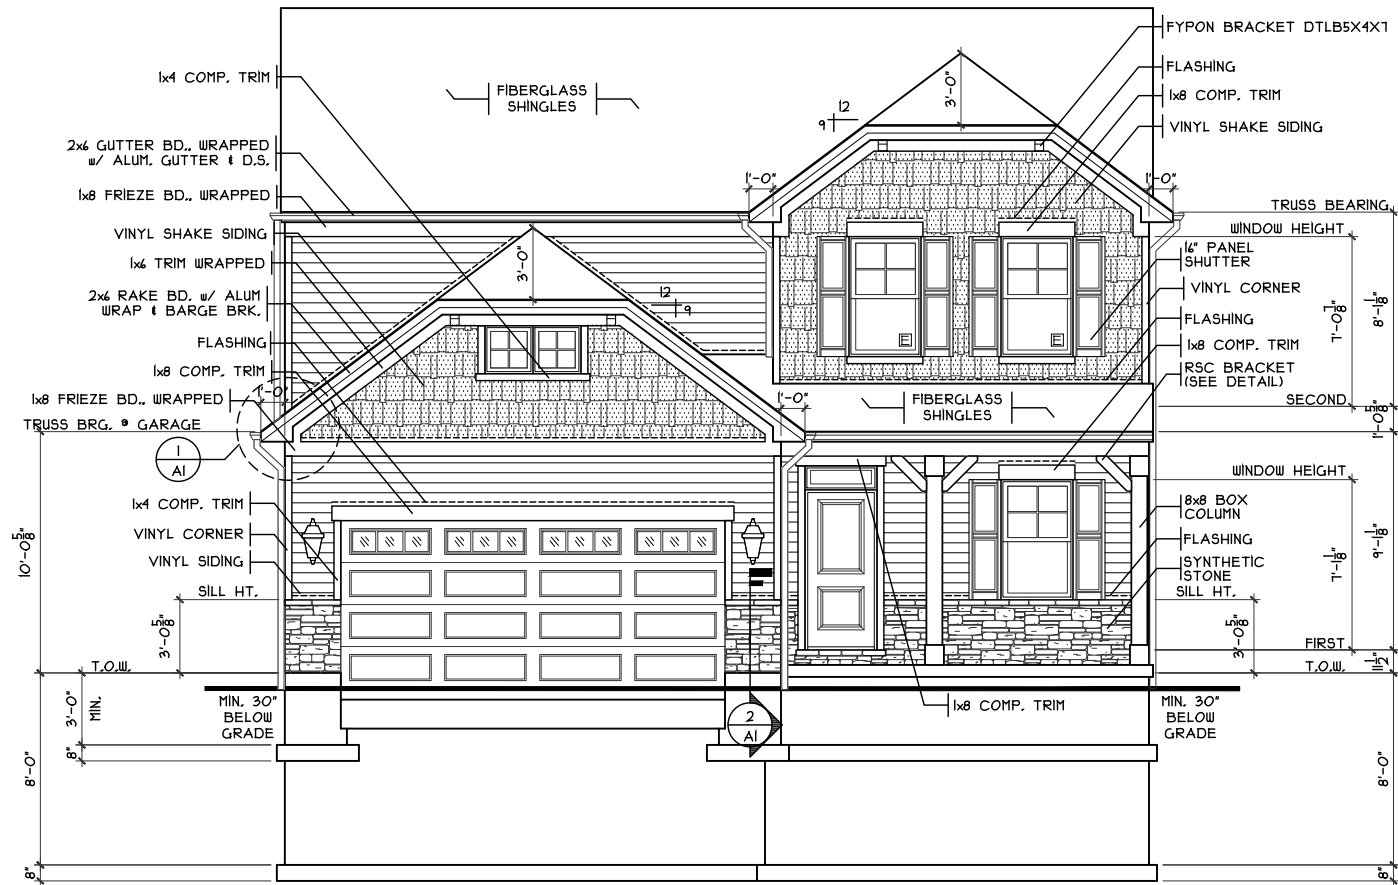 FYPON BRACKET DTLB5X4X7
1x4 COMP. TRIM
FLASHING
FIBERGLASS
SHINGLES
1x8 COMP. TRIM
3'-0"
12
9
VINYL SHAKE SIDING
2x6 GUTTER BD., WRAPPED
w/ ALUM. GUTTER & D.S.
1'-0"
1'-0"
1x8 FRIEZE BD., WRAPPED
TRUSS BEARING
VINYL SHAKE SIDING
WINDOW HEIGHT
16" PANEL
SHUTTER
1x6 TRIM WRAPPED
3'-0"
2x6 RAKE BD. w/ ALUM
WRAP & BARGE BRK.
12
9
VINYL CORNER
7'-0 1/8"
8'-1 1/8"
FLASHING
FLASHING
E
E
1x8 COMP. TRIM
1x8 COMP. TRIM
RSC BRACKET
(SEE DETAIL)
1'-0"
1'-0"
1x8 FRIEZE BD., WRAPPED
FIBERGLASS
SHINGLES
SECOND
1'-0 5/8"
TRUSS BRG. @ GARAGE
1
A1
WINDOW HEIGHT
1x4 COMP. TRIM
8x8 BOX
COLUMN
VINYL CORNER
FLASHING
10'-0 5/8"
7'-1 1/8"
9'-1 1/8"
VINYL SIDING
SYNTHETIC
STONE
SILL HT.
SILL HT.
3'-0 5/8"
3'-0 5/8"
FIRST
T.O.W.
T.O.W.
11 1/2"
MIN. 30"
BELOW
GRADE
3'-0"
MIN.
1x8 COMP. TRIM
MIN. 30"
BELOW
GRADE
2
A1
8"
8'-0"
8'-0"
8"
8"